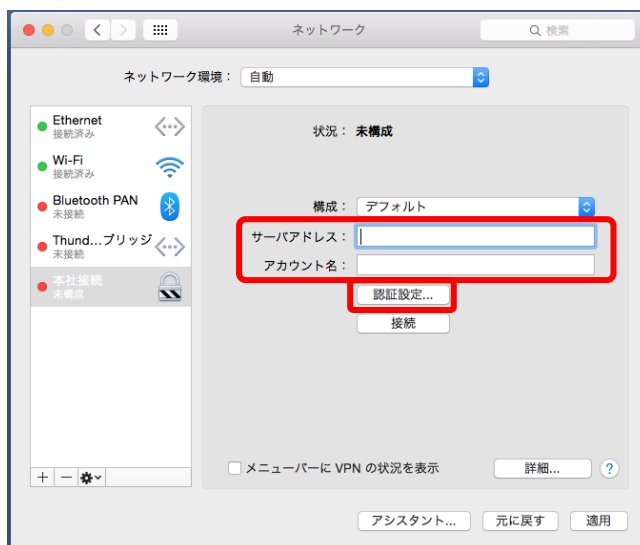 ネットワーク
検索
ネットワーク環境： 自動
Ethernet
接続済み
Wi-Fi
接続済み
Bluetooth PAN
未接続
Thund…ブリッジ
未接続
本社接続
未構成
状況： 未構成
構成： デフォルト
サーバアドレス：
アカウント名：
認証設定...
接続
メニューバーに VPN の状況を表示
詳細...
?
アシスタント...
元に戻す
適用